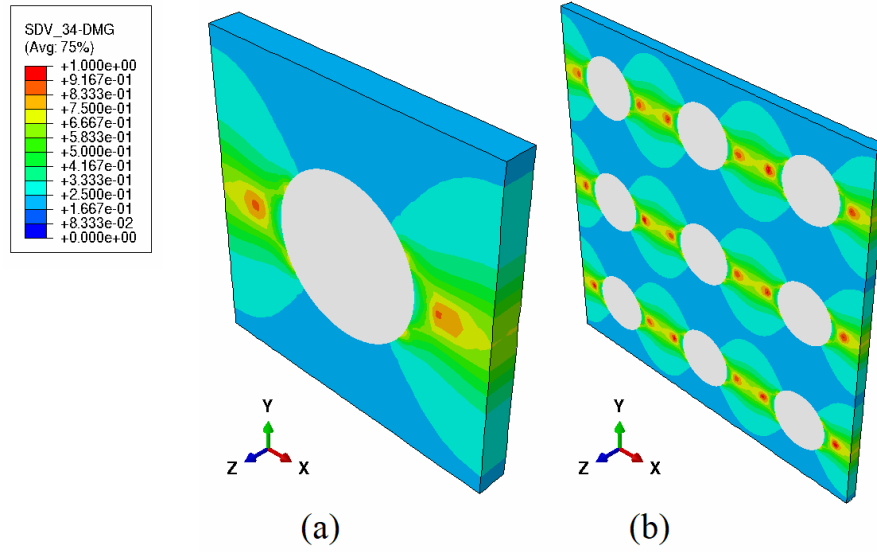 SDV_34-DMG
(Avg: 75%)
+1.000e+00
+9.167e-01
+8.333e-01
+7.500e-01
+6.667e-01
+5.833e-01
+5.000e-01
+4.167e-01
+3.333e-01
+2.500e-01
+1.667e-01
+8.333e-02
+0.000e+00
Y
Z X
Y
Z X
(a) (b)